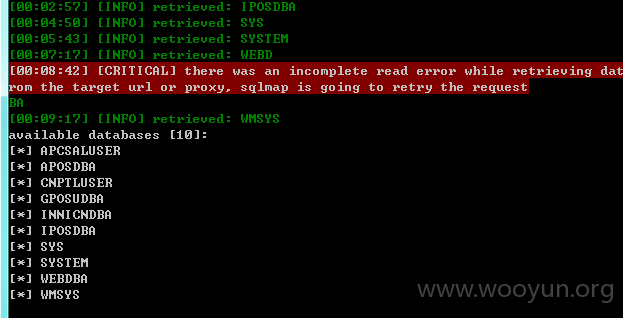 [00:02:57] [INFO] retrieved: IPOSDBA
[00:04:50] [INFO] retrieved: SYS
[00:05:43] [INFO] retrieved: SYSTEM
[00:07:17] [INFO] retrieved: WEBD
[00:08:42] [CRITICAL] there was an incomplete read error while retrieving dat
rom the target url or proxy, sqlmap is going to retry the request
BA
[00:09:17] [INFO] retrieved: WMSYS
available databases [10]:
[*] APCSALUSER
[*] APOSDBA
[*] CNPTLUSER
[*] GPOSUDBA
[*] INNICNDBA
[*] IPOSDBA
[*] SYS
[*] SYSTEM
[*] WEBDBA
[*] WMSYS
www.wooyun.org